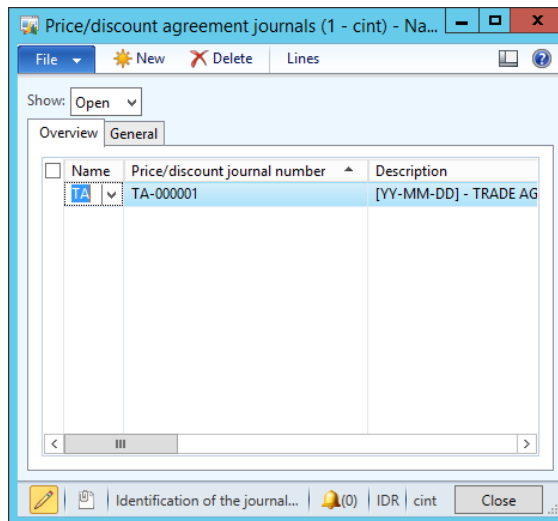 Price/discount agreement journals (1 - cint) - Na...
File New Delete Lines
Show: Open
Overview General
Name Price/discount journal number Description
TA TA-000001 [YY-MM-DD] - TRADE AG
Identification of the journal... (0) IDR cint Close